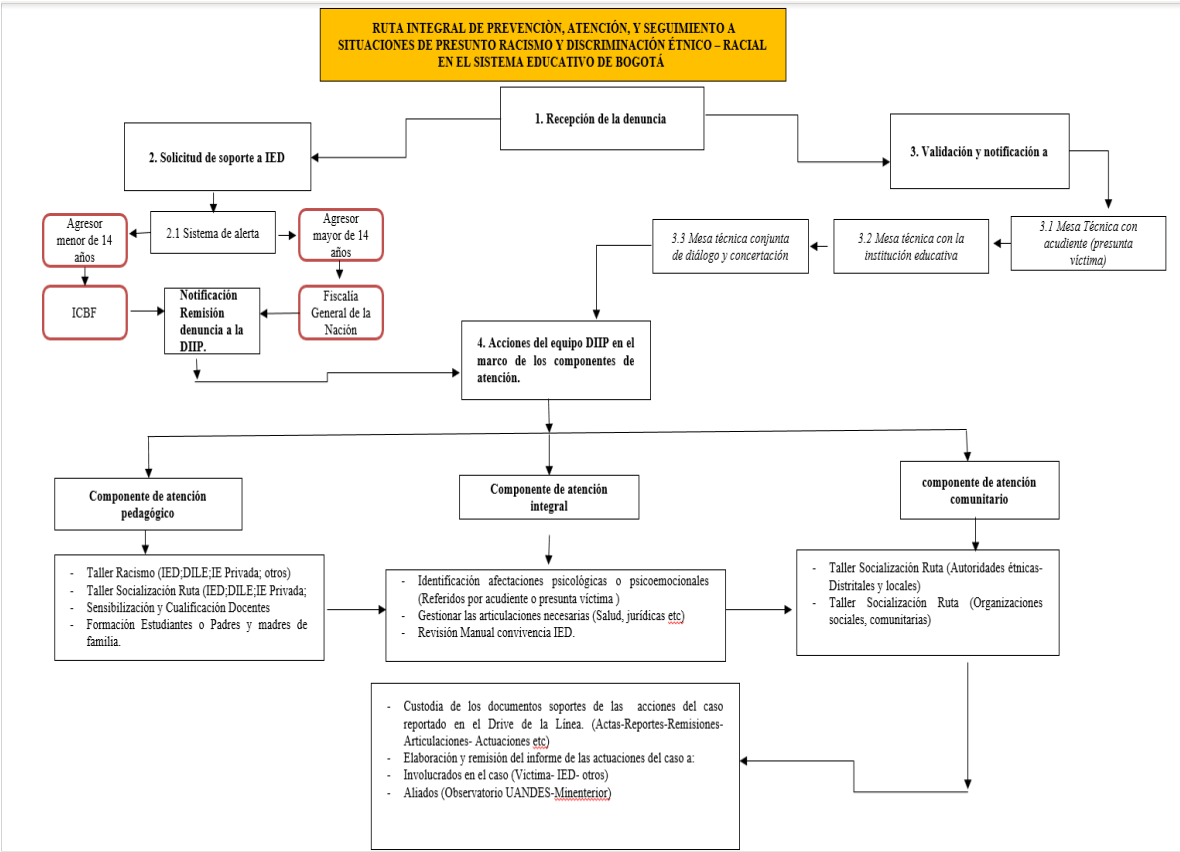 RUTA INTEGRAL DE PREVENCIÒN, ATENCIÓN, Y SEGUIMIENTO A
SITUACIONES DE PRESUNTO RACISMO Y DISCRIMINACIÓN ÉTNICO – RACIAL
EN EL SISTEMA EDUCATIVO DE BOGOTÁ
1. Recepción de la denuncia
2. Solicitud de soporte a IED
3. Validación y notificación a
Agresor
menor de 14
años
2.1 Sistema de alerta
Agresor
mayor de 14
años
3.3 Mesa técnica conjunta
de diálogo y concertación
3.2 Mesa técnica con la
institución educativa
3.1 Mesa Técnica con
acudiente (presunta
víctima)
ICBF
Notificación
Remisión
denuncia a la
DIIP.
Fiscalía
General de la
Nación
4. Acciones del equipo DIIP en el
marco de los componentes de
atención.
Componente de atención
pedagógico
Componente de atención
integral
componente de atención
comunitario
- Taller Racismo (IED;DILE;IE Privada; otros)
- Taller Socialización Ruta (IED;DILE;IE Privada;
- Sensibilización y Cualificación Docentes
- Formación Estudiantes o Padres y madres de
familia.
- Identificación afectaciones psicológicas o psicoemocionales
(Referidos por acudiente o presunta víctima )
- Gestionar las articulaciones necesarias (Salud, jurídicas etc)
- Revisión Manual convivencia IED.
- Taller Socialización Ruta (Autoridades étnicas-
Distritales y locales)
- Taller Socialización Ruta (Organizaciones
sociales, comunitarias)
- Custodia de los documentos soportes de las acciones del caso
reportado en el Drive de la Línea. (Actas-Reportes-Remisiones-
Articulaciones- Actuaciones etc)
- Elaboración y remisión del informe de las actuaciones del caso a:
- Involucrados en el caso (Victima- IED- otros)
- Aliados (Observatorio UANDES-Minenterior)